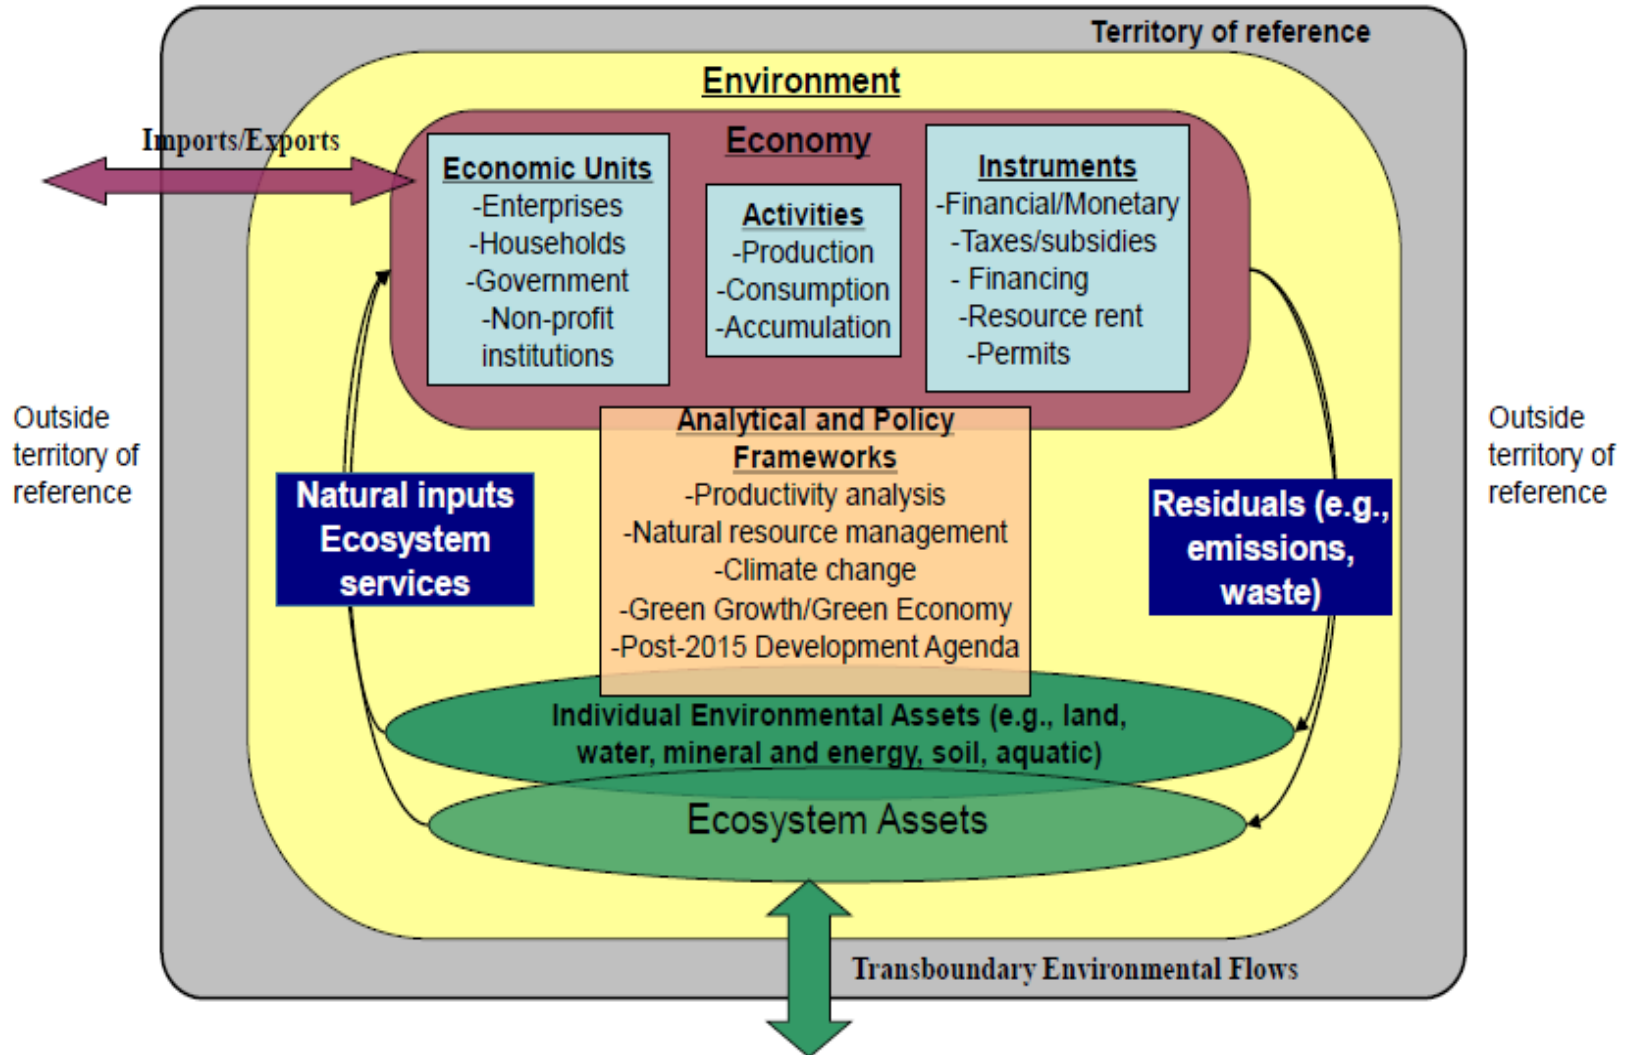 Territory of reference
Environment
Imports/Exports
Economy
Economic Units
-Enterprises
-Households
-Government
-Non-profit
institutions
Activities
-Production
-Consumption
-Accumulation
Instruments
-Financial/Monetary
-Taxes/subsidies
- Financing
-Resource rent
-Permits
Outside
territory of
reference
Analytical and Policy
Frameworks
-Productivity analysis
-Natural resource management
-Climate change
-Green Growth/Green Economy
-Post-2015 Development Agenda
Outside
territory of
reference
Natural inputs
Ecosystem
services
Residuals (e.g.,
emissions,
waste)
Individual Environmental Assets (e.g., land,
water, mineral and energy, soil, aquatic)
Ecosystem Assets
Transboundary Environmental Flows